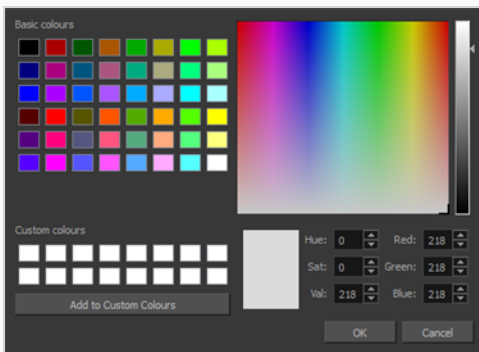 Basic colours
Custom colours
Add to Custom Colours
Hue: 0 Red: 218
Sat: 0 Green: 218
Val: 218 Blue: 218
OK Cancel